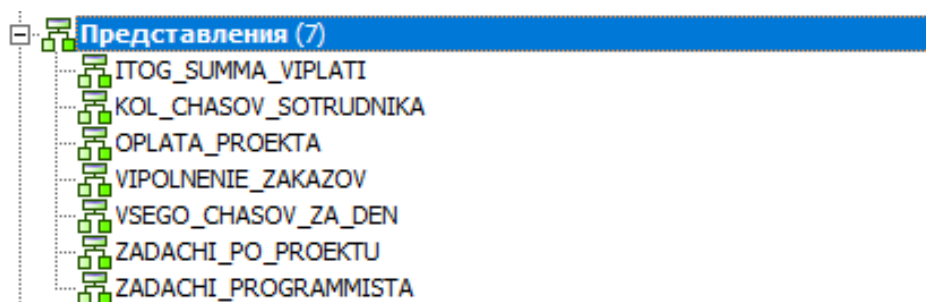 Представления (7)
ITOG_SUMMA_VIPLATI
KOL_CHASOV_SOTRUDNIKA
OPLATA_PROEKTA
VIPOLNENIE_ZAKAZOV
VSEGO_CHASOV_ZA_DEN
ZADACHI_PO_PROEKTU
ZADACHI_PROGRAMMISTA